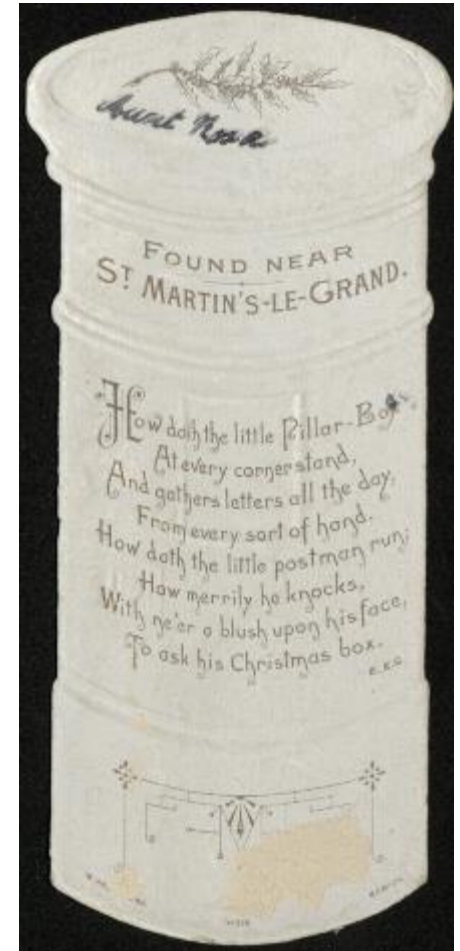 Aunt Rosa
FOUND NEAR
ST MARTIN'S-LE-GRAND.
How doth the little Pillar-Box,
At every corner stand,
And gathers letters all the day,
From every sort of hand.
How doth the little postman run;
How merrily he knocks,
With ne'er a blush upon his face,
To ask his Christmas box.